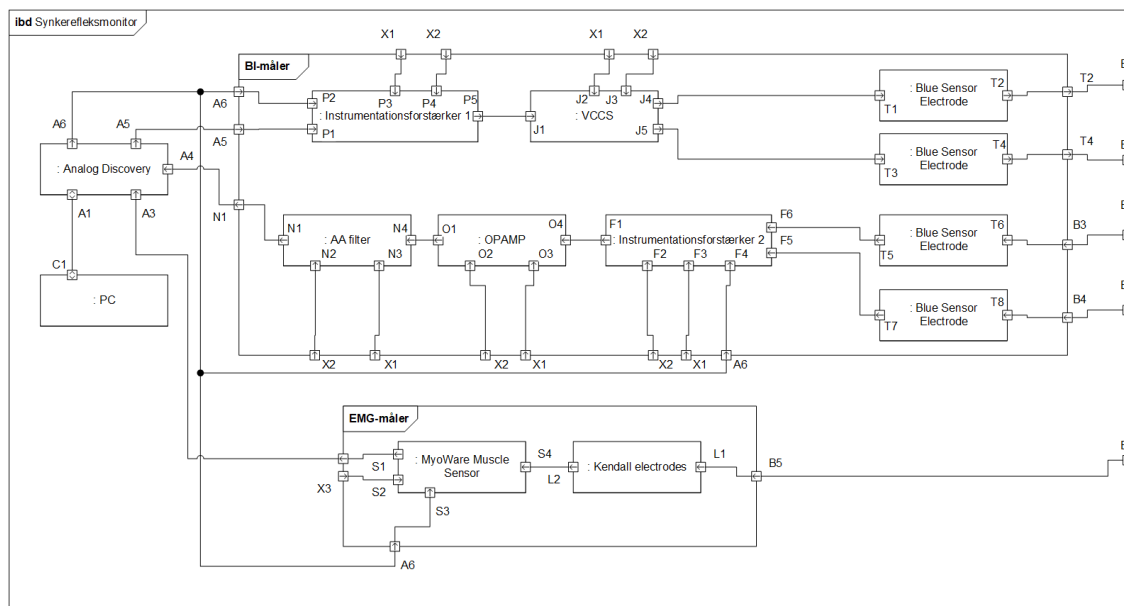 ibd Synkerefleksmonitor
X1
X2
X1
X2
BI-måler
A6
P2
P3
P4
P5
: Instrumentationsforstærker 1
P1
A5
J2
J3
J4
: VCCS
J1
J5
: Blue Sensor
Electrode
T1
T2
T2
B
: Blue Sensor
Electrode
T3
T4
T4
B
A6
A5
A4
: Analog Discovery
A1
A3
N1
C1
: PC
N1
N4
: AA filter
N2
N3
O1
O4
: OPAMP
O2
O3
F1
: Instrumentationsforstærker 2
F2
F3
F4
F6
F5
: Blue Sensor
Electrode
T5
T6
B3
B
: Blue Sensor
Electrode
T7
T8
B4
B
X2
X1
X2
X1
X2
X1
A6
EMG-måler
S1
S2
X3
: MyoWare Muscle
Sensor
S3
S4
L2
: Kendall electrodes
L1
B5
B
A6